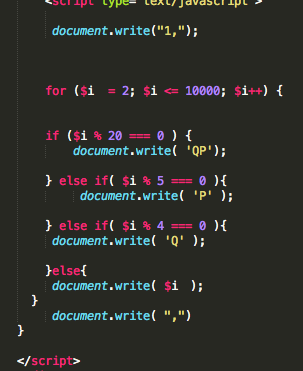 <script type="text/javascript">
document.write("1,");
for ($i  = 2; $i <= 10000; $i++) {
if ($i % 20 === 0 ) {
document.write( 'QP');
} else if( $i % 5 === 0 ){
document.write( 'P' );
} else if( $i % 4 === 0 ){
document.write( 'Q' );
}else{
document.write( $i  );
}
document.write( ",")
}
</script>